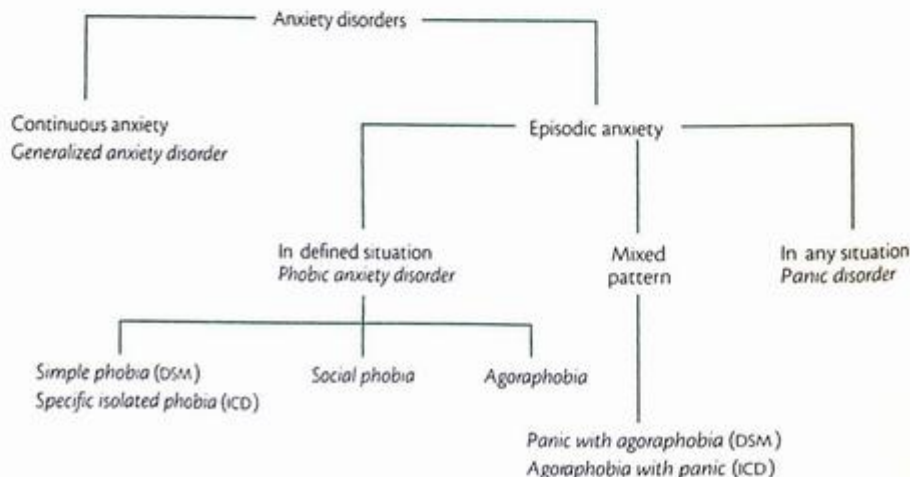 Anxiety disorders
Continuous anxiety
Generalized anxiety disorder
Episodic anxiety
In defined situation
Phobic anxiety disorder
Mixed
pattern
In any situation
Panic disorder
Simple phobia (DSM)
Specific isolated phobia (ICD)
Social phobia
Agoraphobia
Panic with agoraphobia (DSM)
Agoraphobia with panic (ICD)